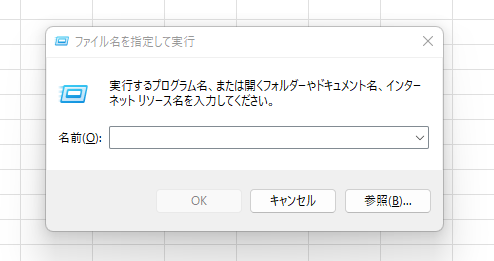 ファイル名を指定して実行
実行するプログラム名、または開くフォルダーやドキュメント名、インター
ネット リソース名を入力してください。
名前(O):
OK キャンセル 参照(B)...